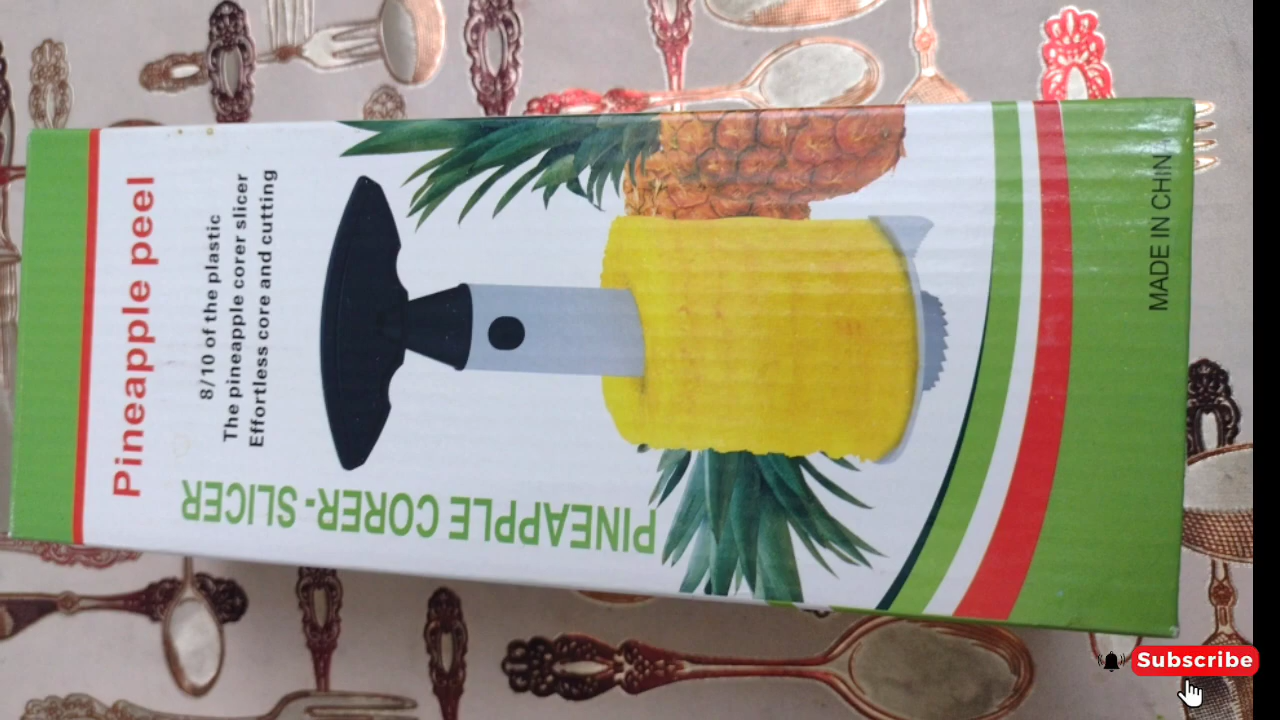 Pineapple peel
8/10 of the plastic
The pineapple corer slicer
Effortless core and cutting
PINEAPPLE CORER-SLICER
MADE IN CHIN
Subscribe